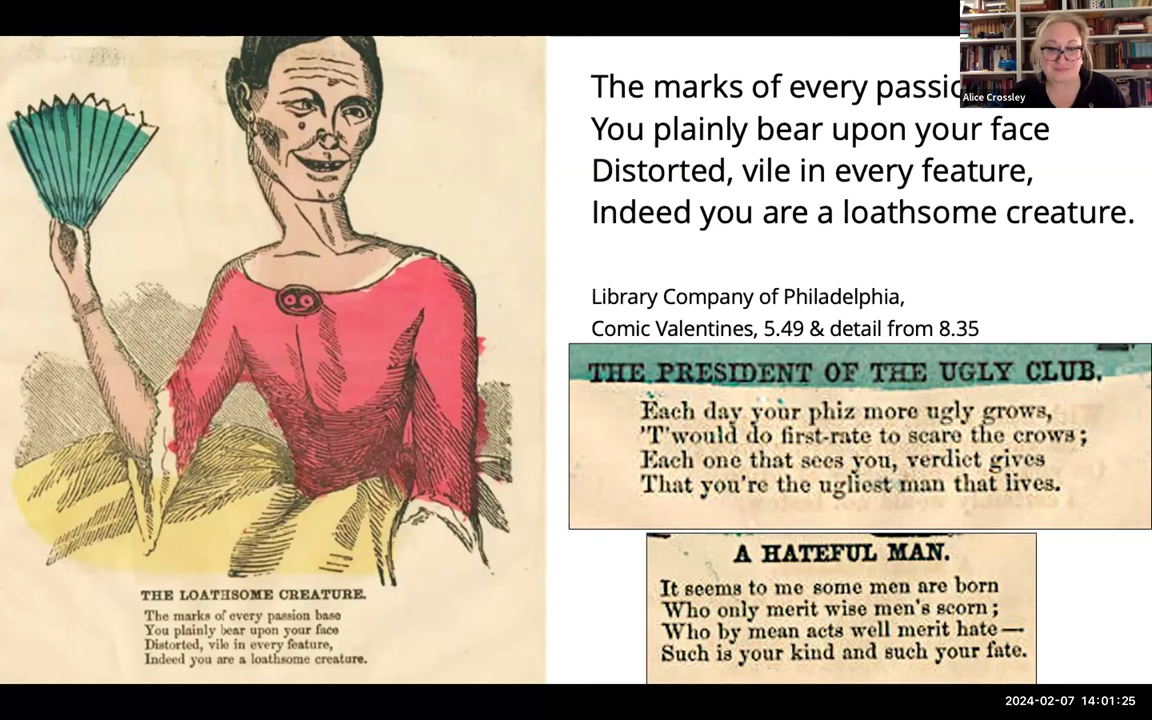 THE LOATHSOME CREATURE.
The marks of every passion base
You plainly bear upon your face
Distorted, vile in every feature,
Indeed you are a loathsome creature.
The marks of every
You plainly bear upon your face
Distorted, vile in every feature,
Indeed you are a loathsome creature.
Library Company of Philadelphia,
Comic Valentines, 5.49 & detail from 8.35
THE PRESIDENT OF THE UGLY CLUB.
Each day your phiz more ugly grows,
'T'would do first-rate to scare the crows;
Each one that sees you, verdict gives
That you're the ugliest man that lives.
A HATEFUL MAN.
It seems to me some men are born
Who only merit wise men's scorn;
Who by mean acts well merit hate—
Such is your kind and such your fate.
Alice Crossley
2024-02-07 14:01:25